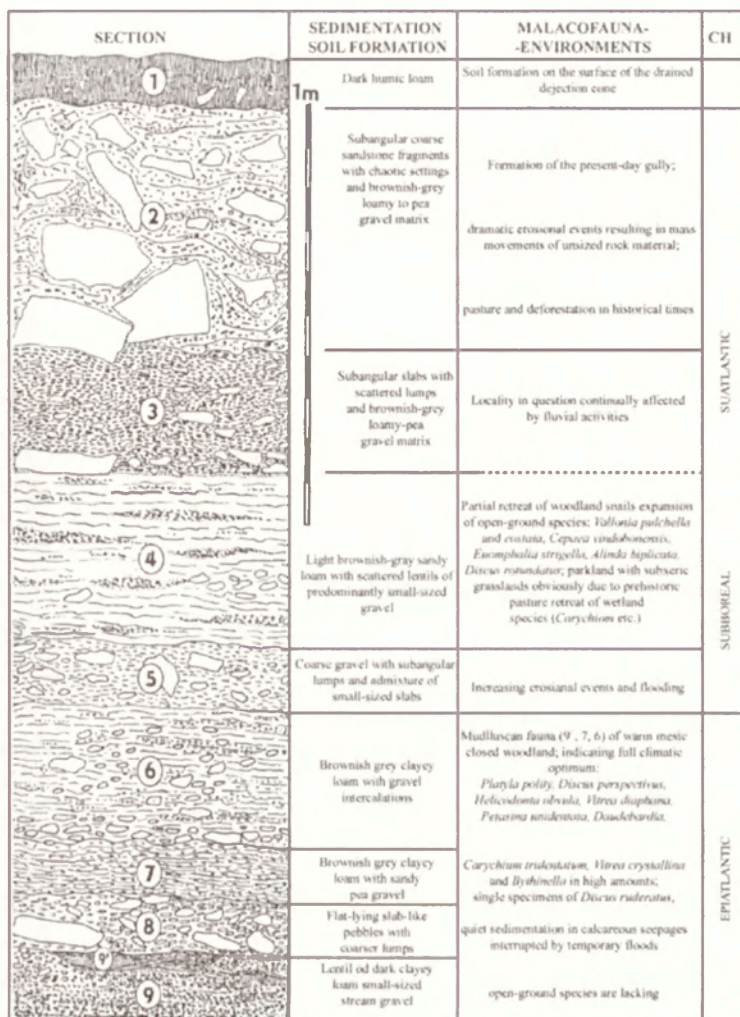 SECTION
SEDIMENTATION
SOIL FORMATION
MALACOFAUNA-
-ENVIRONMENTS
CH
1
1m
Dark humic loam
Soil formation on the surface of the drained
dejection cone
2
Subangular coarse
sandstone fragments
with chaotic settings
and brownish-grey
loamy to pea
gravel matrix
Formation of the present-day gully;
dramatic erosional events resulting in mass
movements of unsized rock material;
pasture and deforestation in historical times
SUATLANTIC
3
Subangular slabs with
scattered lumps
and brownish-grey
loamy-pea
gravel matrix
Locality in question continually affected
by fluvial activities
4
Light brownish-gray sandy
loam with scattered lentils of
predominantly small-sized
gravel
Partial retreat of woodland snails expansion
of open-ground species: Vallonia pulchella
and costata, Cepaea vindobonensis,
Euomphalia strigella, Alinda biplicata,
Discus rotundatus; parkland with subxeric
grasslands obviously due to prehistoric
pasture retreat of wetland
species (Carychium etc.)
SUBBOREAL
5
Coarse gravel with subangular
lumps and admixture of
small-sized slabs
Increasing erosianal events and flooding
6
Brownish grey clayey
loam with gravel
intercalations
Mudlluscan fauna (9', 7, 6) of warm mesic
closed woodland; indicating full climatic
optimum:
Platyla polity, Discus perspectivus,
Helicodonta obvula, Vitrea diaphana,
Petasina unidentata, Daudebardia,
7
Brownish grey clayey
loam with sandy
pea gravel
Carychium tridentatum, Vitrea crystallina
and Bythinella in high amounts;
single specimens of Discus ruderatus,
8
Flat-lying slub-like
pebbles with
coarser lumps
quiet sedimentation in calcareous seepages
interrupted by temporary floods
EPIATLANTIC
9'
9
Lentil od dark clayey
loam small-sized
stream gravel
open-ground species are lacking